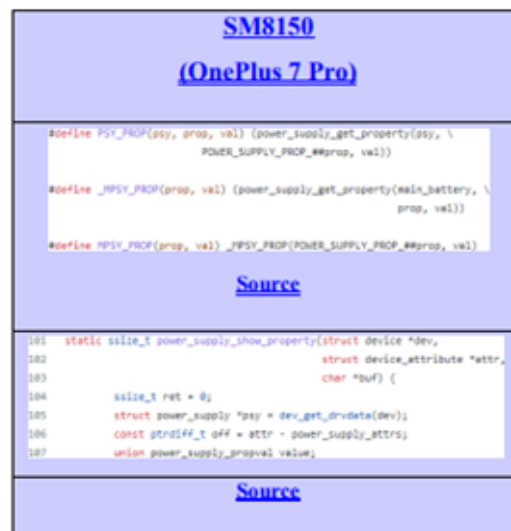 SM8150
(OnePlus 7 Pro)
#define PSY_PROP(psy, prop, val) (power_supply_get_property(psy, \
POWER_SUPPLY_PROP_##prop, val))
#define _MPSY_PROP(prop, val) (power_supply_get_property(main_battery, \
prop, val))
#define MPSY_PROP(prop, val) _MPSY_PROP(POWER_SUPPLY_PROP_##prop, val)
Source
101 static ssize_t power_supply_show_property(struct device *dev,
102 struct device_attribute *attr,
103 char *buf) {
104 ssize_t ret = 0;
105 struct power_supply *psy = dev_get_drvdata(dev);
106 const ptrdiff_t off = attr - power_supply_attrs;
107 union power_supply_propval value;
Source